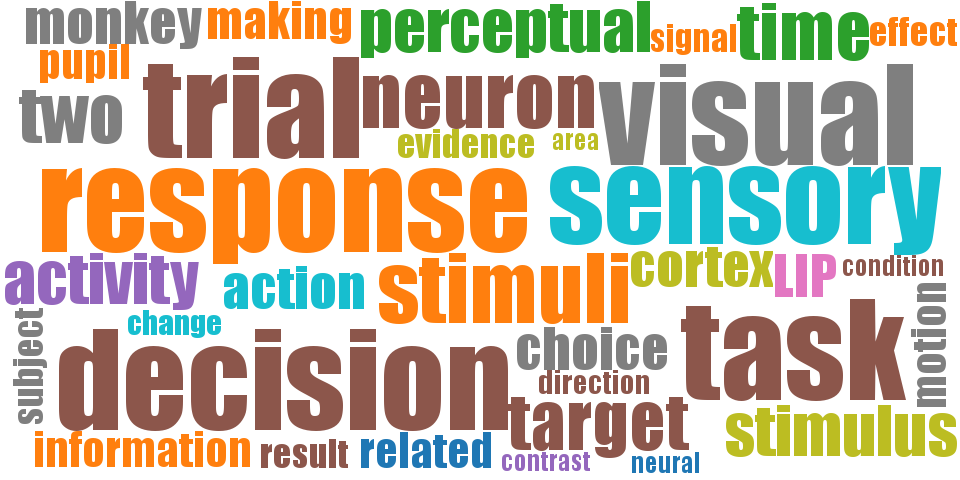 monkey making perceptual signal time effect
pupil
two trial neuron visual
evidence area
response sensory
activity action stimuli cortex LIP condition
change
subject decision choice task motion
direction
target stimulus
information result related contrast neural